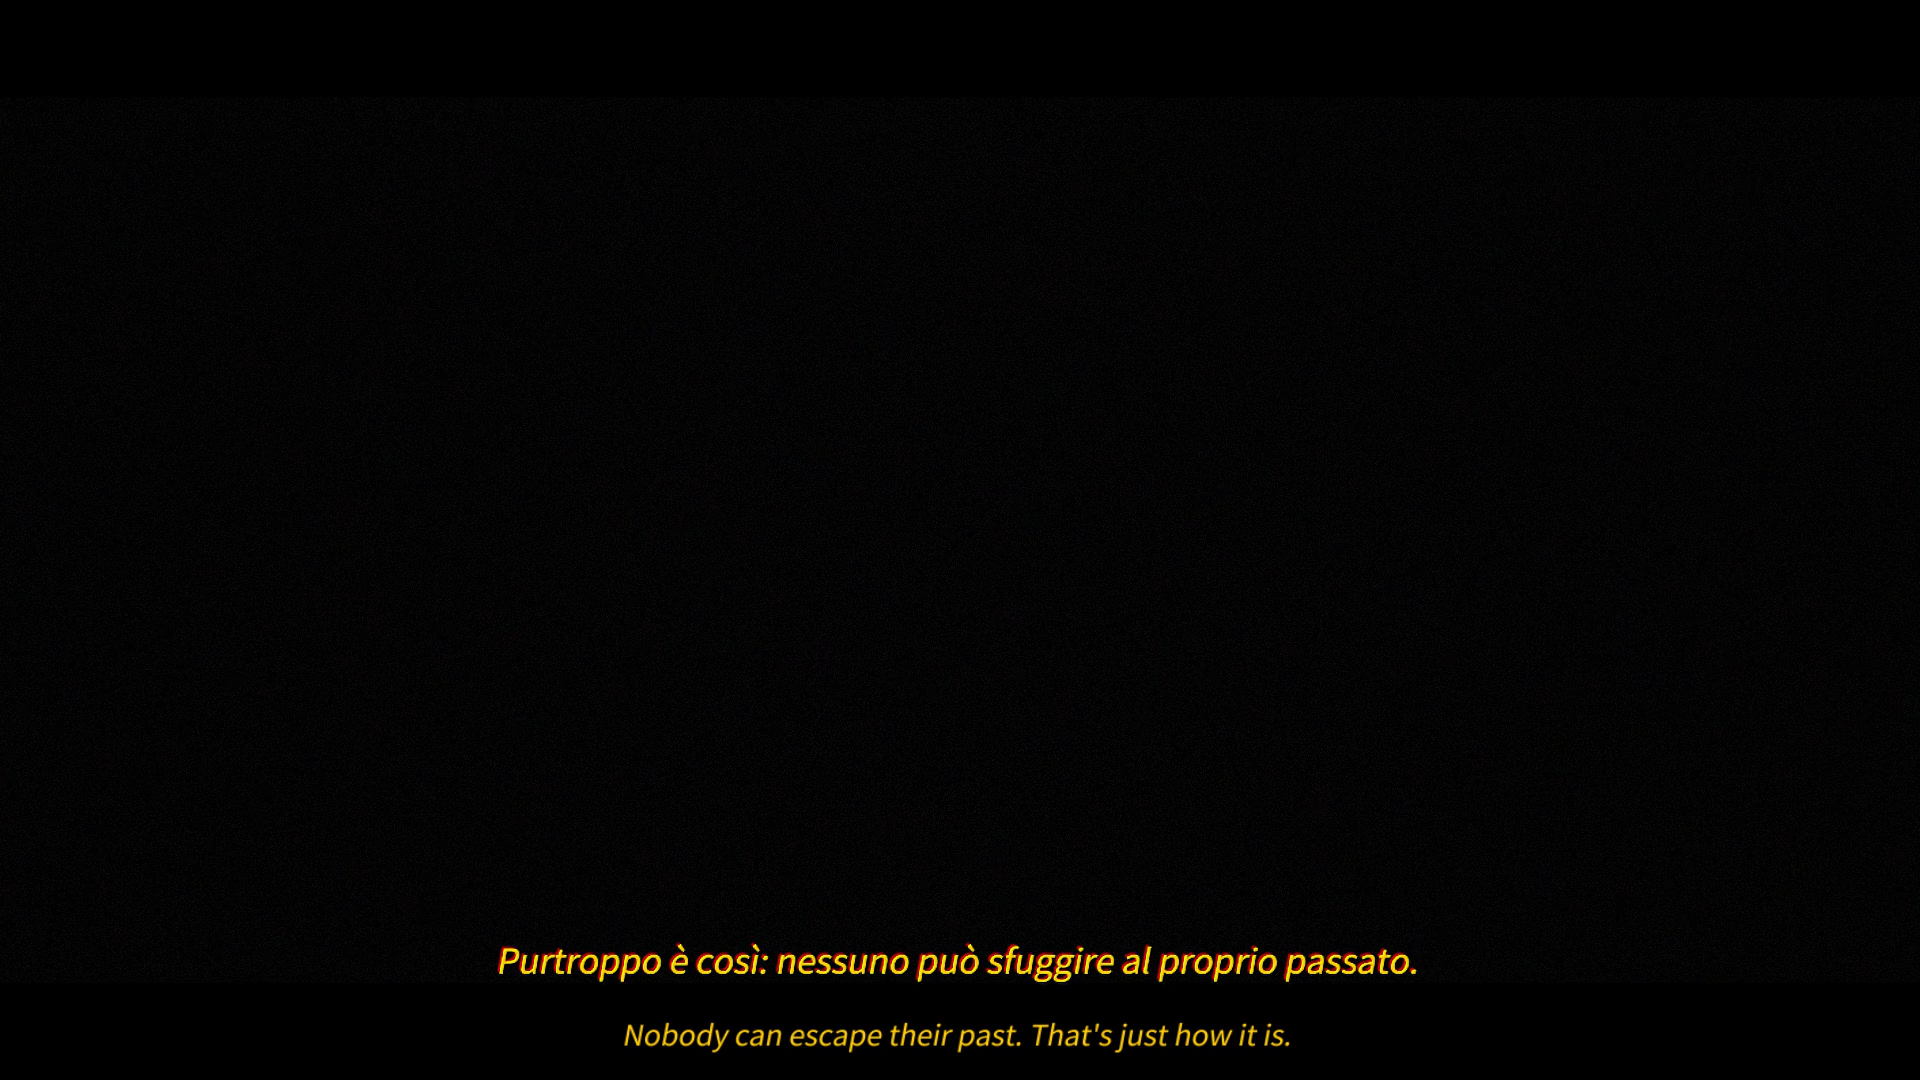 Purtroppo è così: nessuno può sfuggire al proprio passato.
Nobody can escape their past. That's just how it is.